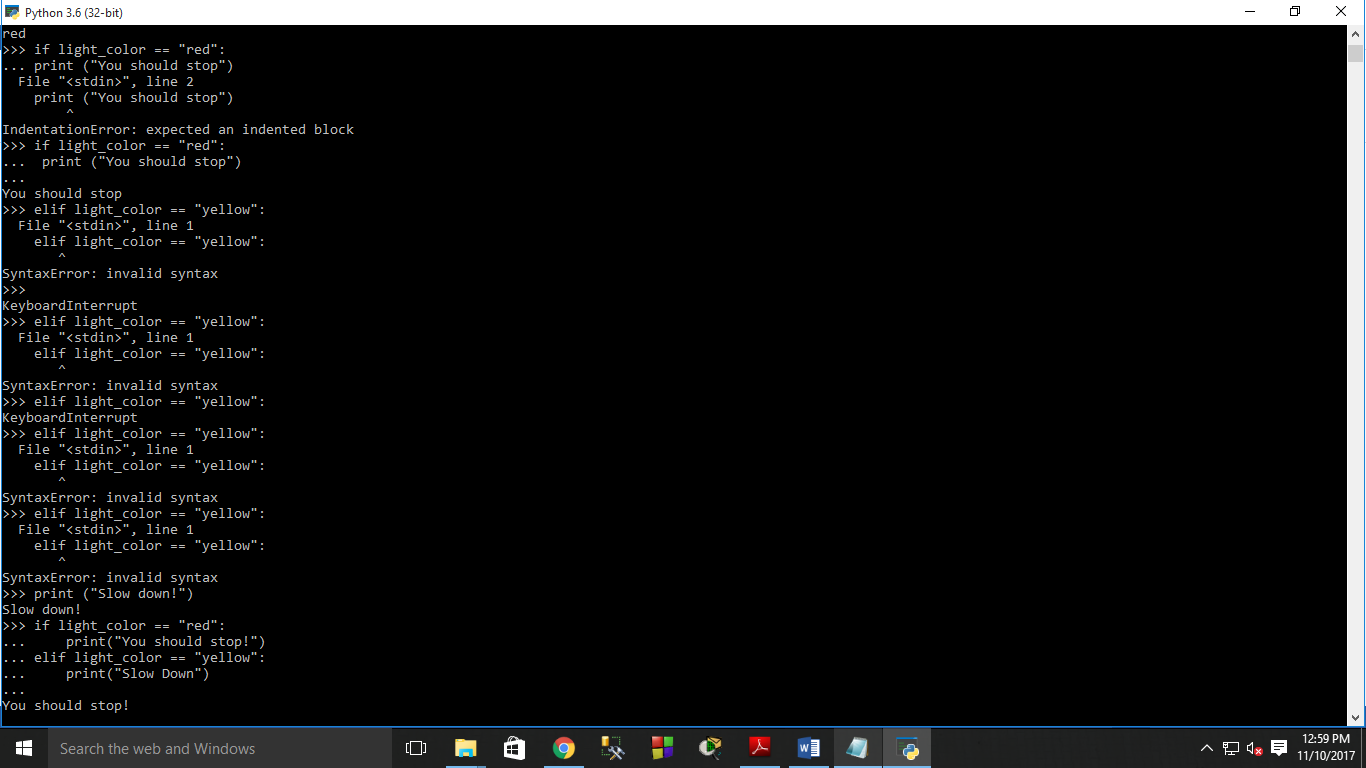 Python 3.6 (32-bit)
red
>>> if light_color == "red":
... print ("You should stop")
  File "<stdin>", line 2
    print ("You should stop")
        ^
IndentationError: expected an indented block
>>> if light_color == "red":
...  print ("You should stop")
...
You should stop
>>> elif light_color == "yellow":
  File "<stdin>", line 1
    elif light_color == "yellow":
       ^
SyntaxError: invalid syntax
>>>
KeyboardInterrupt
>>> elif light_color == "yellow":
  File "<stdin>", line 1
    elif light_color == "yellow":
       ^
SyntaxError: invalid syntax
>>> elif light_color == "yellow":
KeyboardInterrupt
>>> elif light_color == "yellow":
  File "<stdin>", line 1
    elif light_color == "yellow":
       ^
SyntaxError: invalid syntax
>>> elif light_color == "yellow":
  File "<stdin>", line 1
    elif light_color == "yellow":
       ^
SyntaxError: invalid syntax
>>> print ("Slow down!")
Slow down!
>>> if light_color == "red":
...     print("You should stop!")
... elif light_color == "yellow":
...     print("Slow Down")
...
You should stop!
Search the web and Windows
12:59 PM
11/10/2017